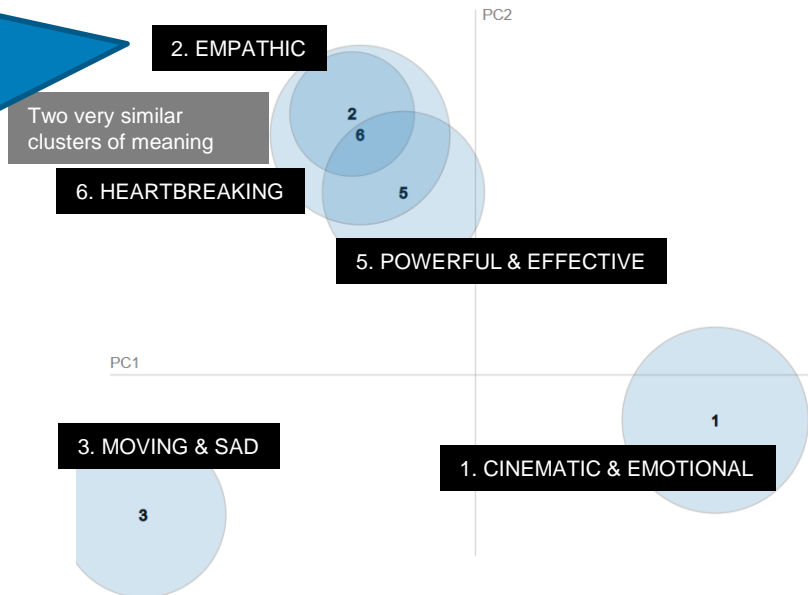 PC2
2. EMPATHIC
Two very similar
clusters of meaning
2
6
6. HEARTBREAKING
5
5. POWERFUL & EFFECTIVE
PC1
1
3. MOVING & SAD
1. CINEMATIC & EMOTIONAL
3